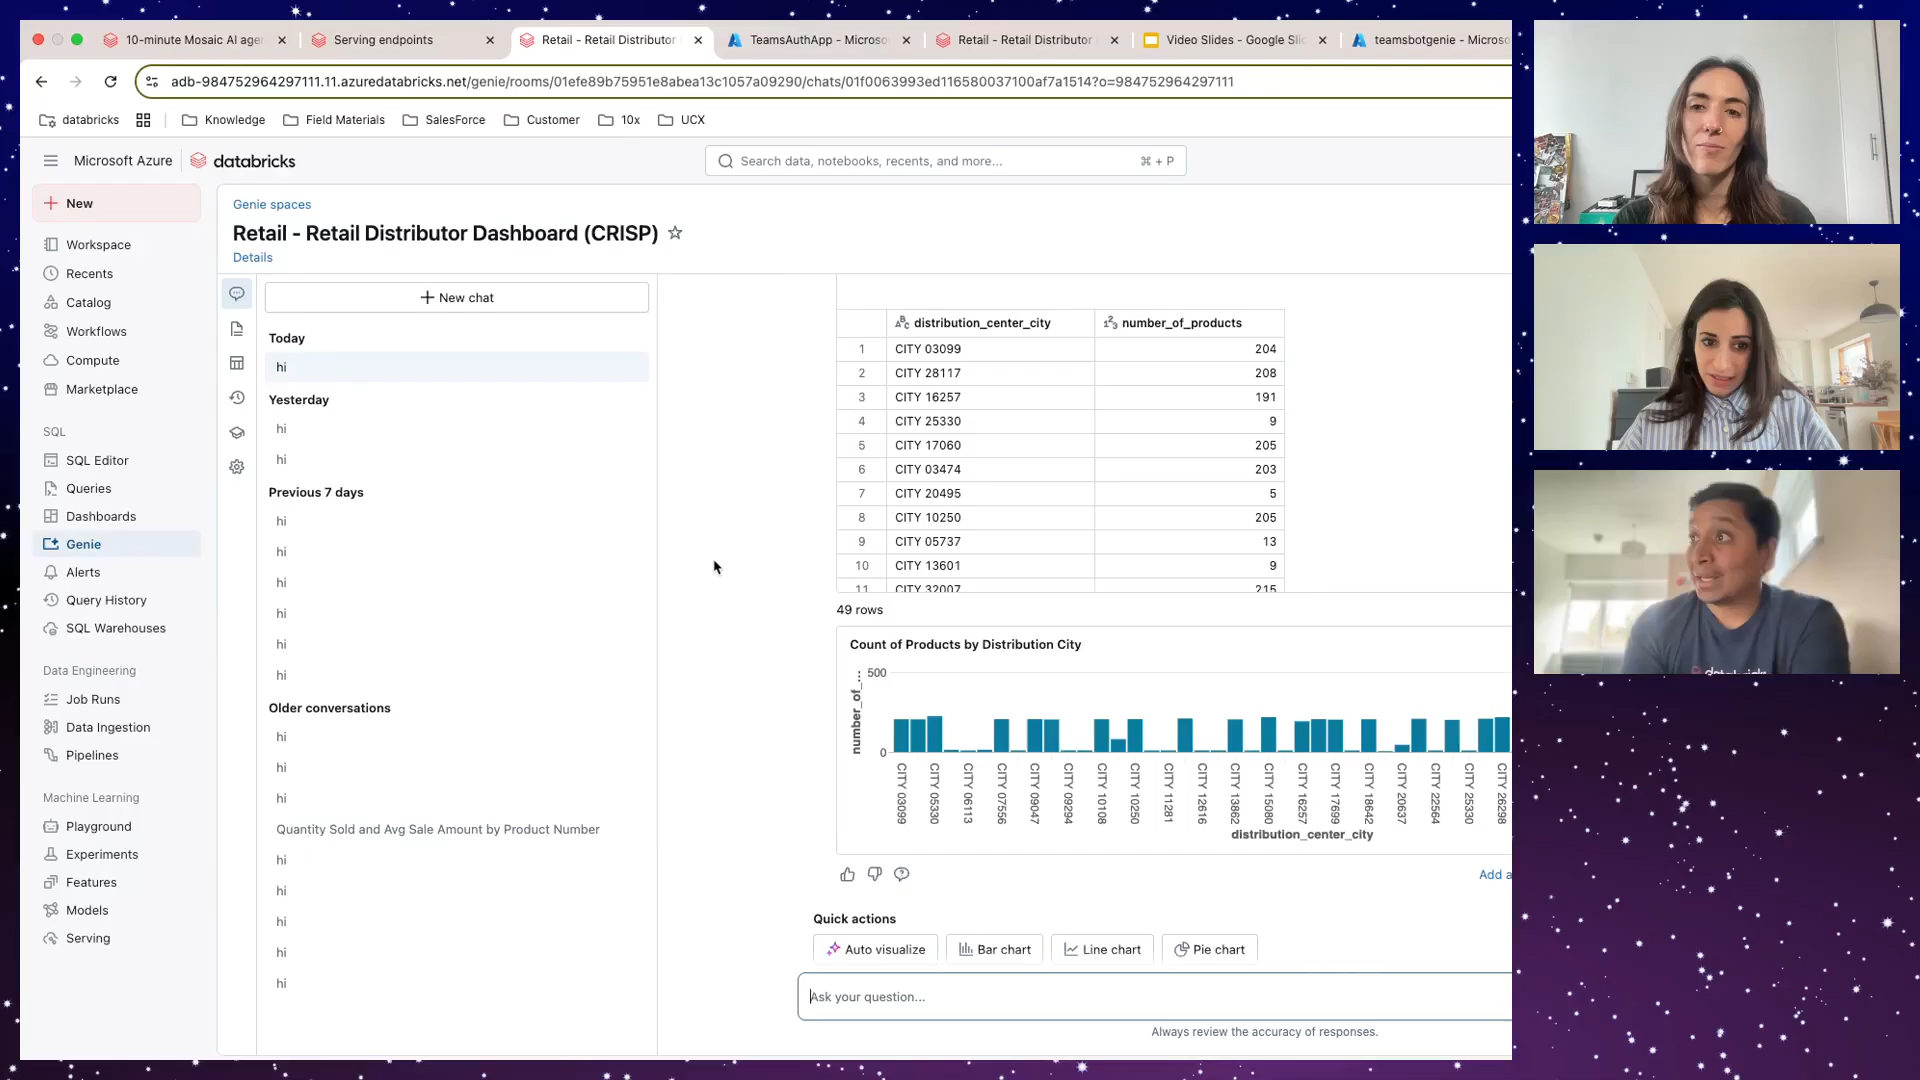 10-minute Mosaic AI age
Serving endpoints
Retail - Retail Distributor
TeamsAuthApp - Microso
Retail - Retail Distributor
Video Slides - Google Sli
teamsbotgenie - Microso
adb-984752964297111.11.azuredatabricks.net/genie/rooms/01efe89b75951e8abea13c1057a09290/chats/01f0063993ed116580037100af7a1514?o=984752964297111
databricks
Knowledge
Field Materials
SalesForce
Customer
10x
UCX
Microsoft Azure
databricks
Search data, notebooks, recents, and more...
⌘ + P
New
Workspace
Recents
Catalog
Workflows
Compute
Marketplace
SQL
SQL Editor
Queries
Dashboards
Genie
Alerts
Query History
SQL Warehouses
Data Engineering
Job Runs
Data Ingestion
Pipelines
Machine Learning
Playground
Experiments
Features
Models
Serving
Genie spaces
Retail - Retail Distributor Dashboard (CRISP)
Details
New chat
Today
hi
Yesterday
hi
hi
Previous 7 days
hi
hi
hi
hi
hi
hi
Older conversations
hi
hi
hi
Quantity Sold and Avg Sale Amount by Product Number
hi
hi
hi
hi
hi
distribution_center_city number_of_products
1 CITY 03099 204
2 CITY 28117 208
3 CITY 16257 191
4 CITY 25330 9
5 CITY 17060 205
6 CITY 03474 203
7 CITY 20495 5
8 CITY 10250 205
9 CITY 05737 13
10 CITY 13601 9
11 CITY 32007 215
49 rows
Count of Products by Distribution City
number_of_...
500
0
CITY 03099
CITY 05330
CITY 06113
CITY 07556
CITY 09047
CITY 09294
CITY 10108
CITY 10250
CITY 11281
CITY 12616
CITY 13862
CITY 15080
CITY 16257
CITY 17699
CITY 18642
CITY 20637
CITY 22564
CITY 25330
CITY 26298
distribution_center_city
Add a
Quick actions
Auto visualize
Bar chart
Line chart
Pie chart
Ask your question...
Always review the accuracy of responses.